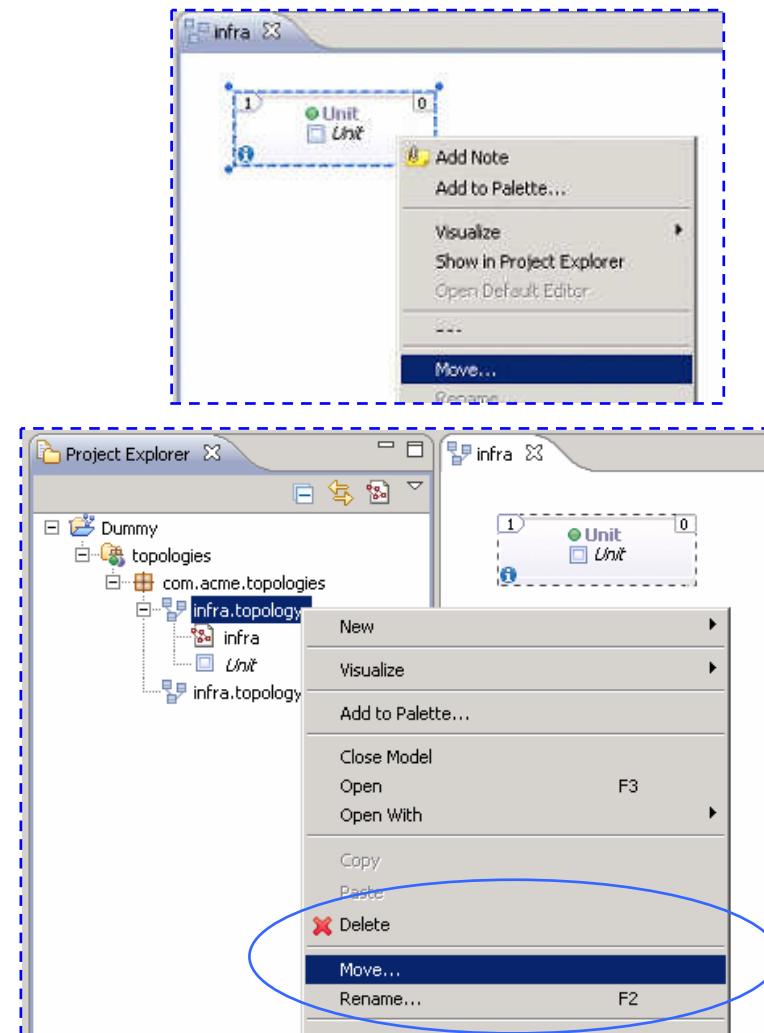 infra
1 Unit 0
Unit
Add Note
Add to Palette...
Visualize
Show in Project Explorer
Open Default Editor
...
Move...
Rename...
Project Explorer
infra
Dummy
topologies
com.acme.topologies
infra.topology
infra
Unit
infra.topology
1 Unit 0
Unit
New
Visualize
Add to Palette...
Close Model
Open F3
Open With
Copy
Paste
Delete
Move...
Rename... F2